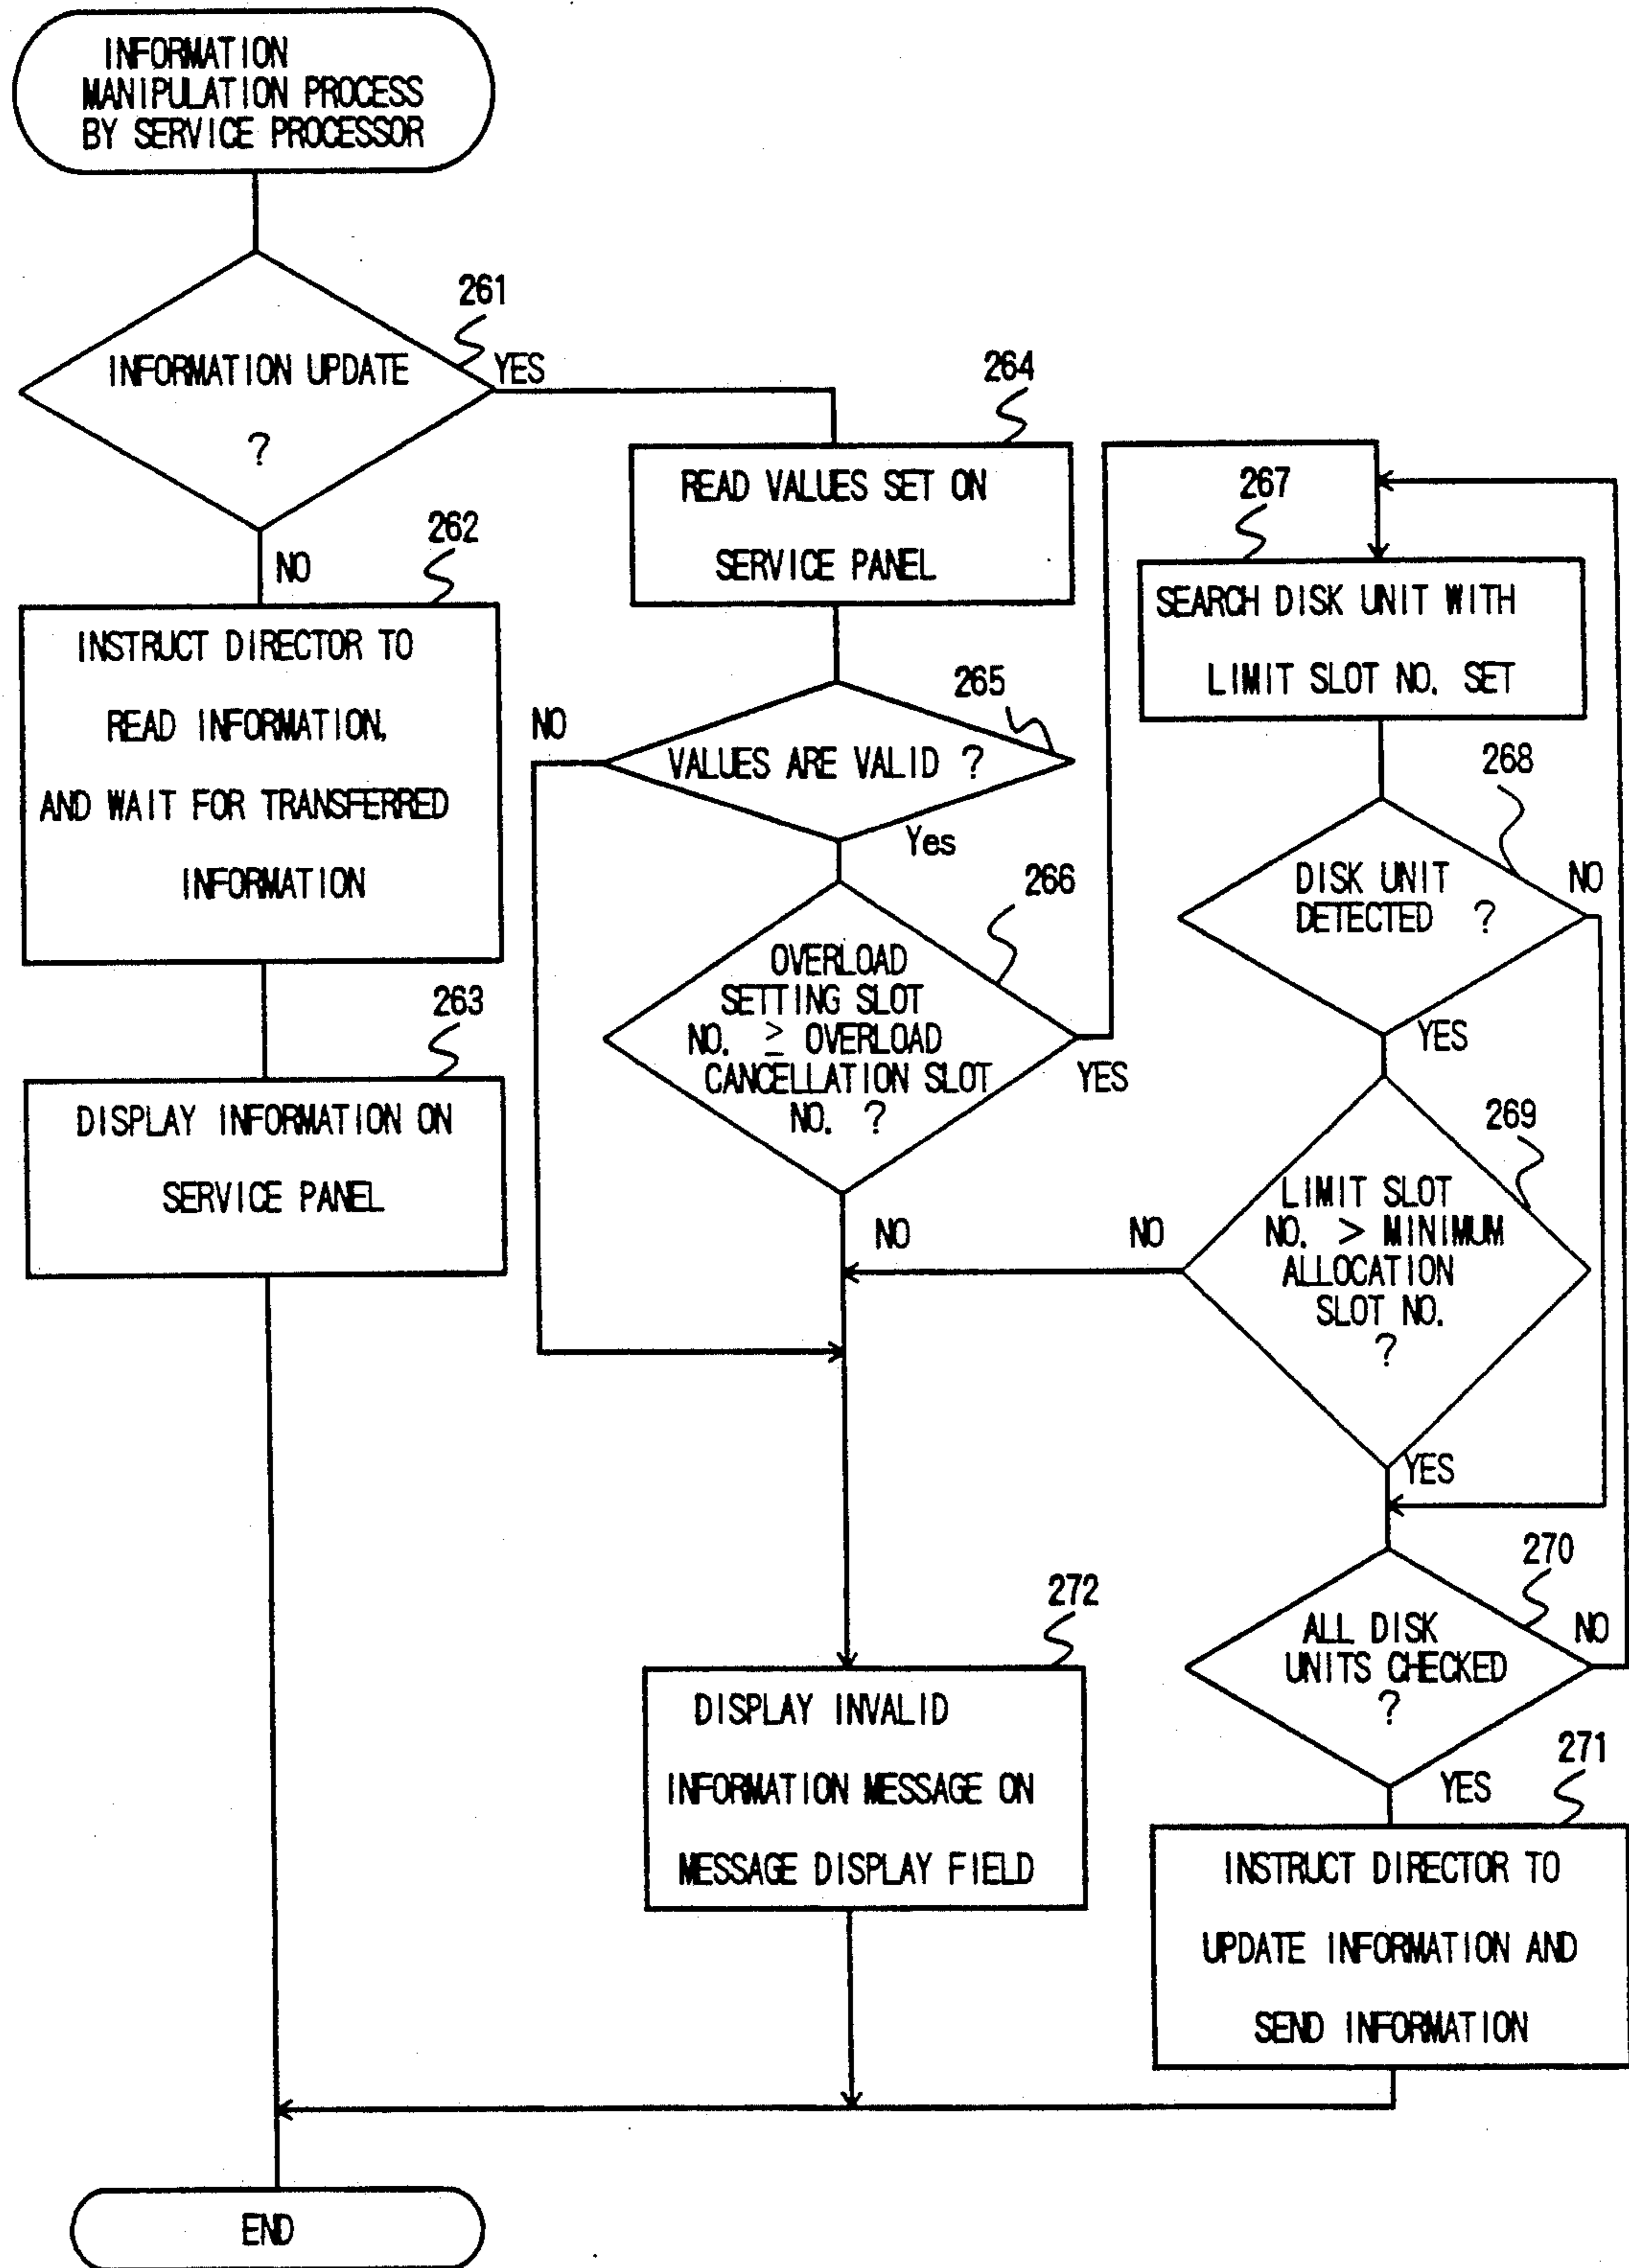 INFORMATION
MANIPULATION PROCESS
BY SERVICE PROCESSOR
261
INFORMATION UPDATE
?
YES
NO
262
INSTRUCT DIRECTOR TO
READ INFORMATION,
AND WAIT FOR TRANSFERRED
INFORMATION
263
DISPLAY INFORMATION ON
SERVICE PANEL
264
READ VALUES SET ON
SERVICE PANEL
265
NO
VALUES ARE VALID ?
Yes
266
OVERLOAD
SETTING SLOT
NO. ≥ OVERLOAD
CANCELLATION SLOT
NO. ?
YES
NO
267
SEARCH DISK UNIT WITH
LIMIT SLOT NO. SET
268
DISK UNIT
DETECTED ?
NO
YES
269
LIMIT SLOT
NO. > MINIMUM
ALLOCATION
SLOT NO.
?
NO
YES
270
ALL DISK
UNITS CHECKED
?
NO
YES
271
INSTRUCT DIRECTOR TO
UPDATE INFORMATION AND
SEND INFORMATION
272
DISPLAY INVALID
INFORMATION MESSAGE ON
MESSAGE DISPLAY FIELD
END